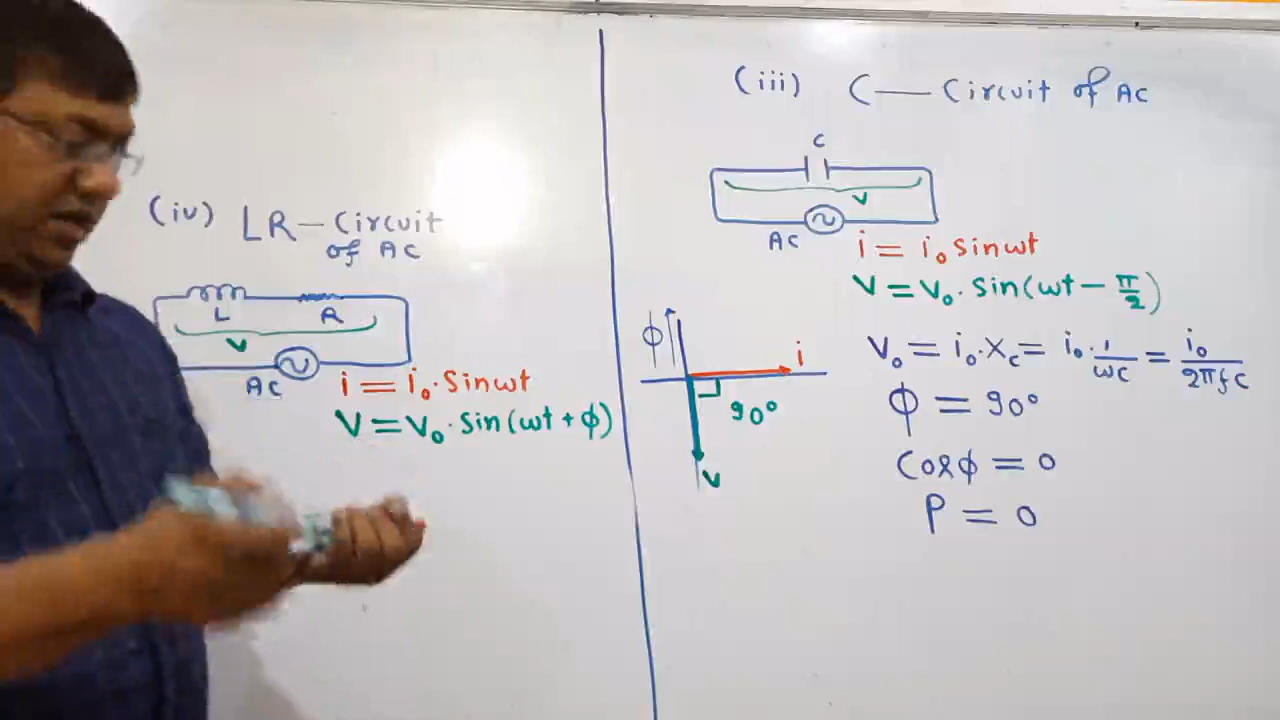 (iv) LR-Circuit
of AC
L
R
V
AC
i = i₀·Sinωt
V = V₀·Sin(ωt + φ)
(iii) C — Circuit of AC
C
V
AC
i = i₀ Sinωt
V = V₀·Sin(ωt - π/2)
φ
i
90°
V
V₀ = i₀·Xc = i₀·1/ωC = i₀/2πfC
φ = 90°
Cosφ = 0
P = 0